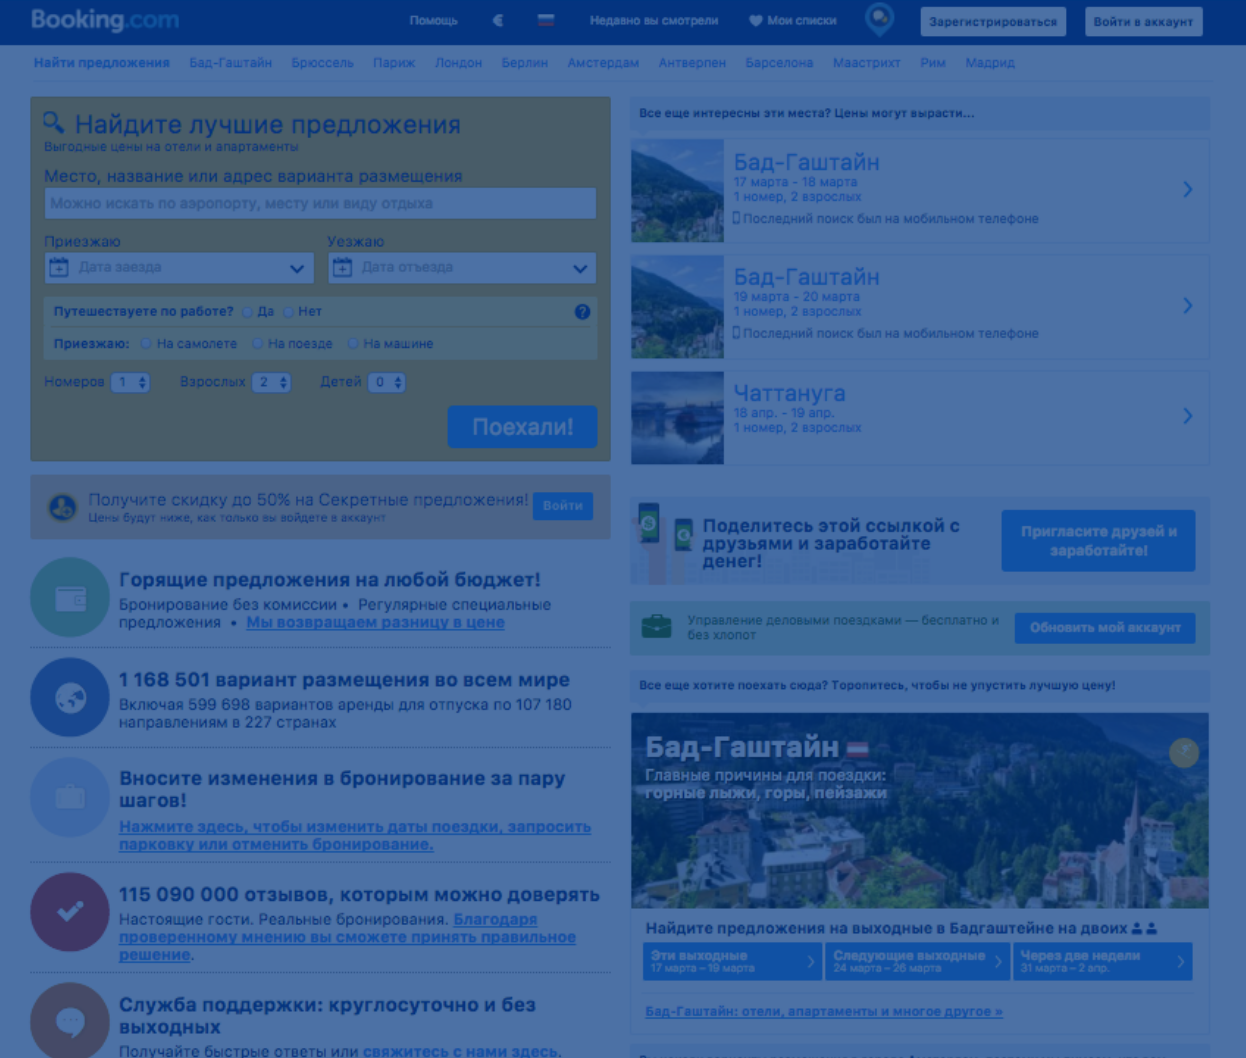 Booking.com
Помощь € Недавно вы смотрели Мои списки Зарегистрироваться Войти в аккаунт
Найти предложения Бад-Гаштайн Брюссель Париж Лондон Берлин Амстердам Антверпен Барселона Маастрихт Рим Мадрид
Найдите лучшие предложения
Выгодные цены на отели и апартаменты
Место, название или адрес варианта размещения
Можно искать по аэропорту, месту или виду отдыха
Приезжаю Уезжаю
Дата заезда Дата отъезда
Путешествуете по работе? Да Нет ?
Приезжаю: На самолете На поезде На машине
Номеров 1 Взрослых 2 Детей 0
Поехали!
Получите скидку до 50% на Секретные предложения!
Цены будут ниже, как только вы войдете в аккаунт
Войти
Горящие предложения на любой бюджет!
Бронирование без комиссии • Регулярные специальные
предложения • Мы возвращаем разницу в цене
1 168 501 вариант размещения во всем мире
Включая 599 698 вариантов аренды для отпуска по 107 180
направлениям в 227 странах
Вносите изменения в бронирование за пару
шагов!
Нажмите здесь, чтобы изменить даты поездки, запросить
парковку или отменить бронирование.
115 090 000 отзывов, которым можно доверять
Настоящие гости. Реальные бронирования. Благодаря
проверенному мнению вы сможете принять правильное
решение.
Служба поддержки: круглосуточно и без
выходных
Получайте быстрые ответы или свяжитесь с нами здесь.
Все еще интересны эти места? Цены могут вырасти...
Бад-Гаштайн
17 марта - 18 марта
1 номер, 2 взрослых
Последний поиск был на мобильном телефоне
Бад-Гаштайн
19 марта - 20 марта
1 номер, 2 взрослых
Последний поиск был на мобильном телефоне
Чаттануга
18 апр. - 19 апр.
1 номер, 2 взрослых
Поделитесь этой ссылкой с
друзьями и заработайте
денег!
Пригласите друзей и
заработайте!
Управление деловыми поездками — бесплатно и
без хлопот
Обновить мой аккаунт
Все еще хотите поехать сюда? Торопитесь, чтобы не упустить лучшую цену!
Бад-Гаштайн
Главные причины для поездки:
горные лыжи, горы, пейзажи
Найдите предложения на выходные в Бадгаштейне на двоих
Эти выходные
17 марта – 19 марта
Следующие выходные
24 марта – 26 марта
Через две недели
31 марта – 2 апр.
Бад-Гаштайн: отели, апартаменты и многое другое »